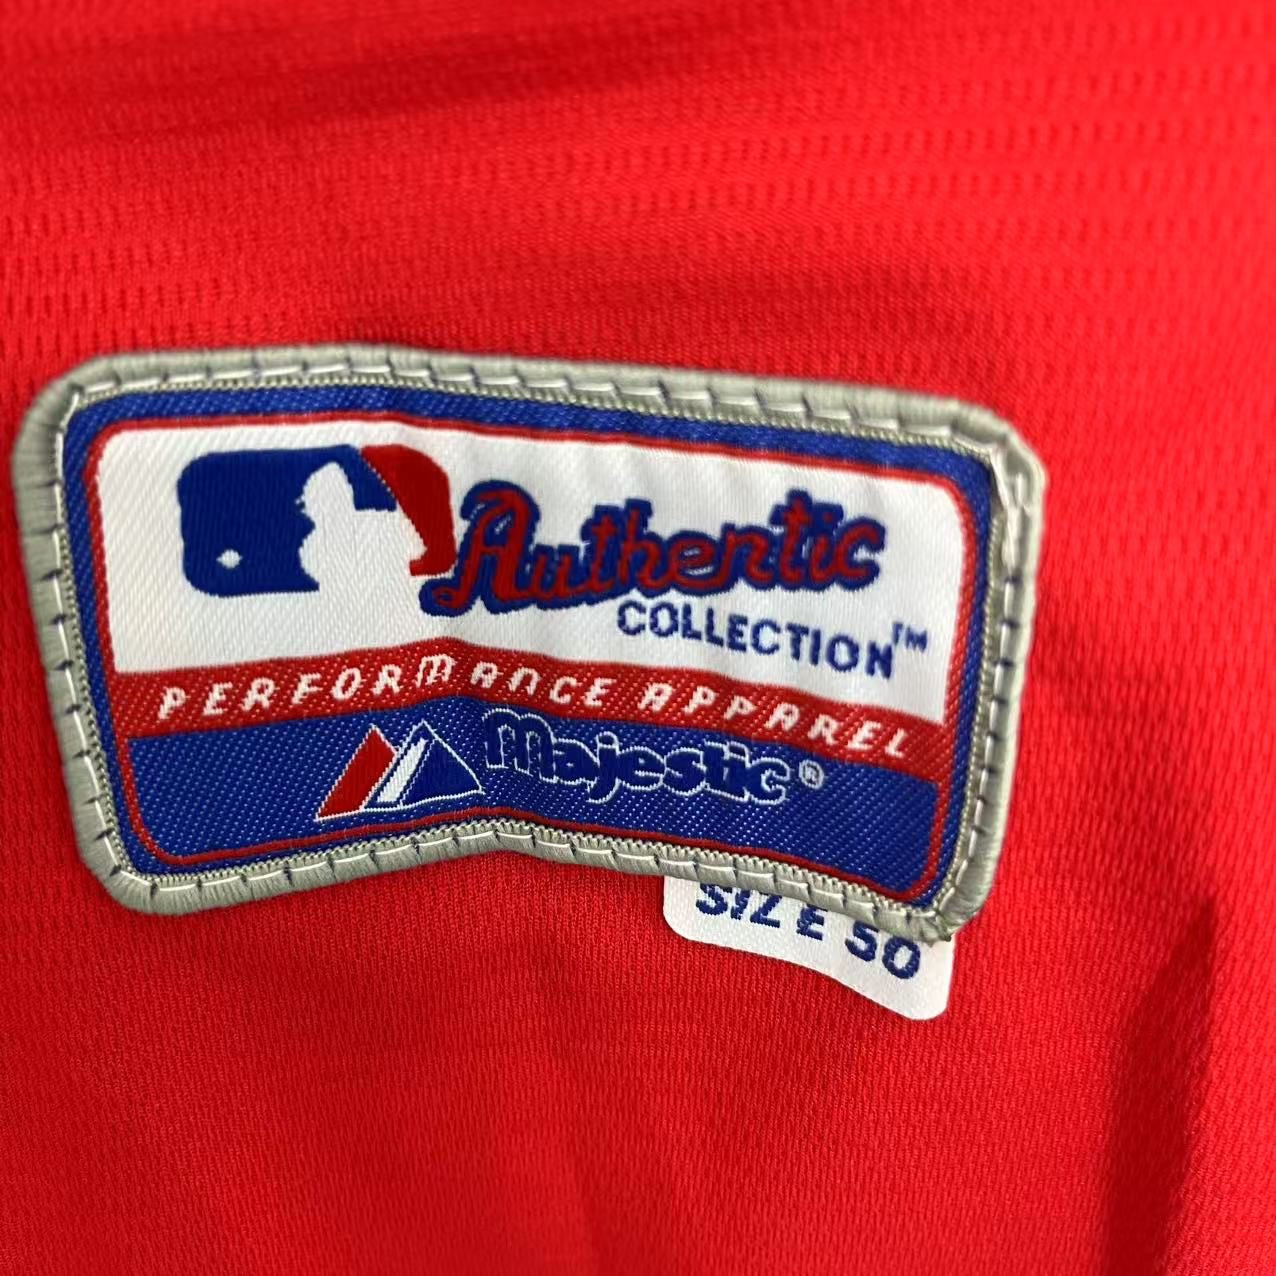 Authentic
COLLECTION™
PERFORMANCE APPAREL
Majestic®
SIZE 50